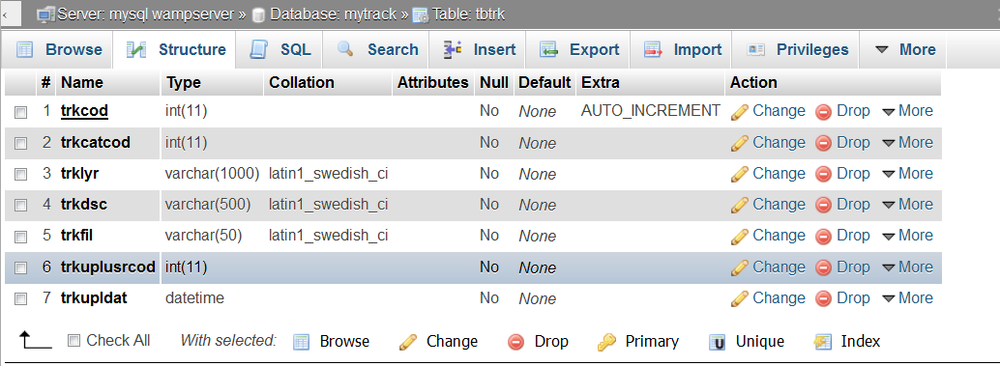 Server: mysql wampserver » Database: mytrack » Table: tbtrk
Browse Structure SQL Search Insert Export Import Privileges More
# Name Type Collation Attributes Null Default Extra Action
1 trkcod int(11) No None AUTO_INCREMENT Change Drop More
2 trkcatcod int(11) No None Change Drop More
3 trklyr varchar(1000) latin1_swedish_ci No None Change Drop More
4 trkdsc varchar(500) latin1_swedish_ci No None Change Drop More
5 trkfil varchar(50) latin1_swedish_ci No None Change Drop More
6 trkuplusrcod int(11) No None Change Drop More
7 trkupldat datetime No None Change Drop More
Check All With selected: Browse Change Drop Primary Unique Index